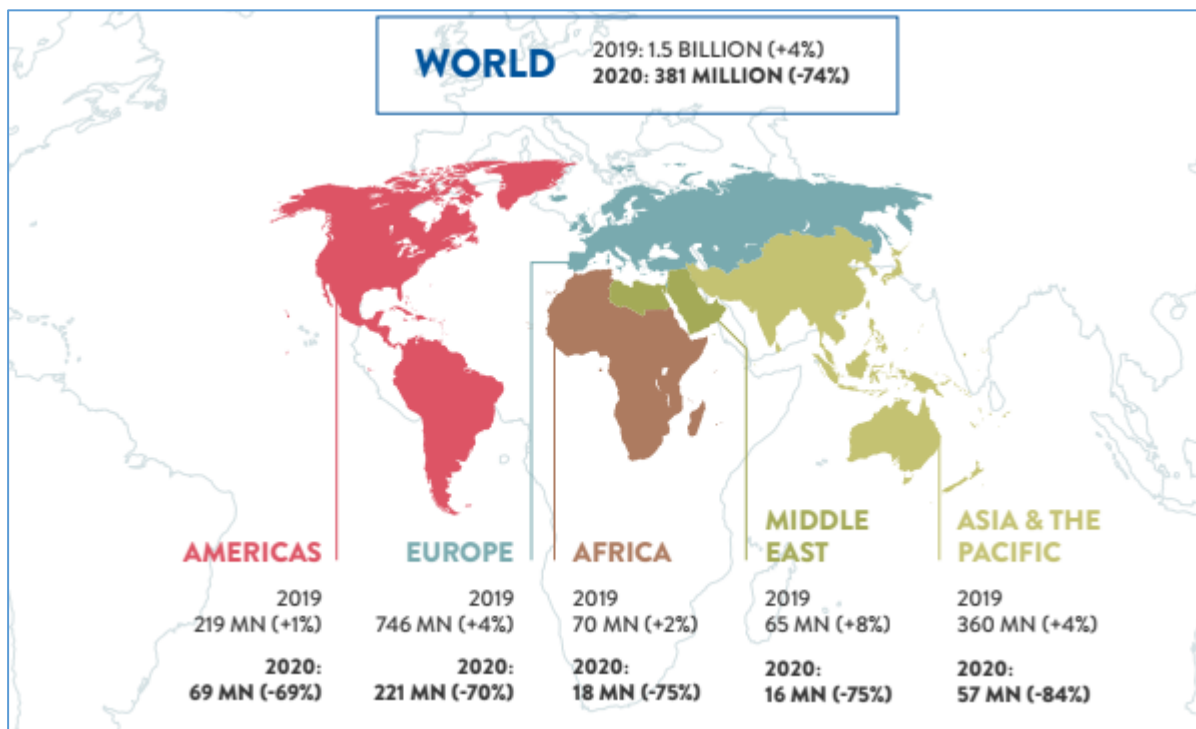 WORLD
2019: 1.5 BILLION (+4%)
2020: 381 MILLION (-74%)
AMERICAS
2019
219 MN (+1%)
2020:
69 MN (-69%)
EUROPE
2019
746 MN (+4%)
2020:
221 MN (-70%)
AFRICA
2019
70 MN (+2%)
2020:
18 MN (-75%)
MIDDLE
EAST
2019
65 MN (+8%)
2020:
16 MN (-75%)
ASIA & THE
PACIFIC
2019
360 MN (+4%)
2020:
57 MN (-84%)